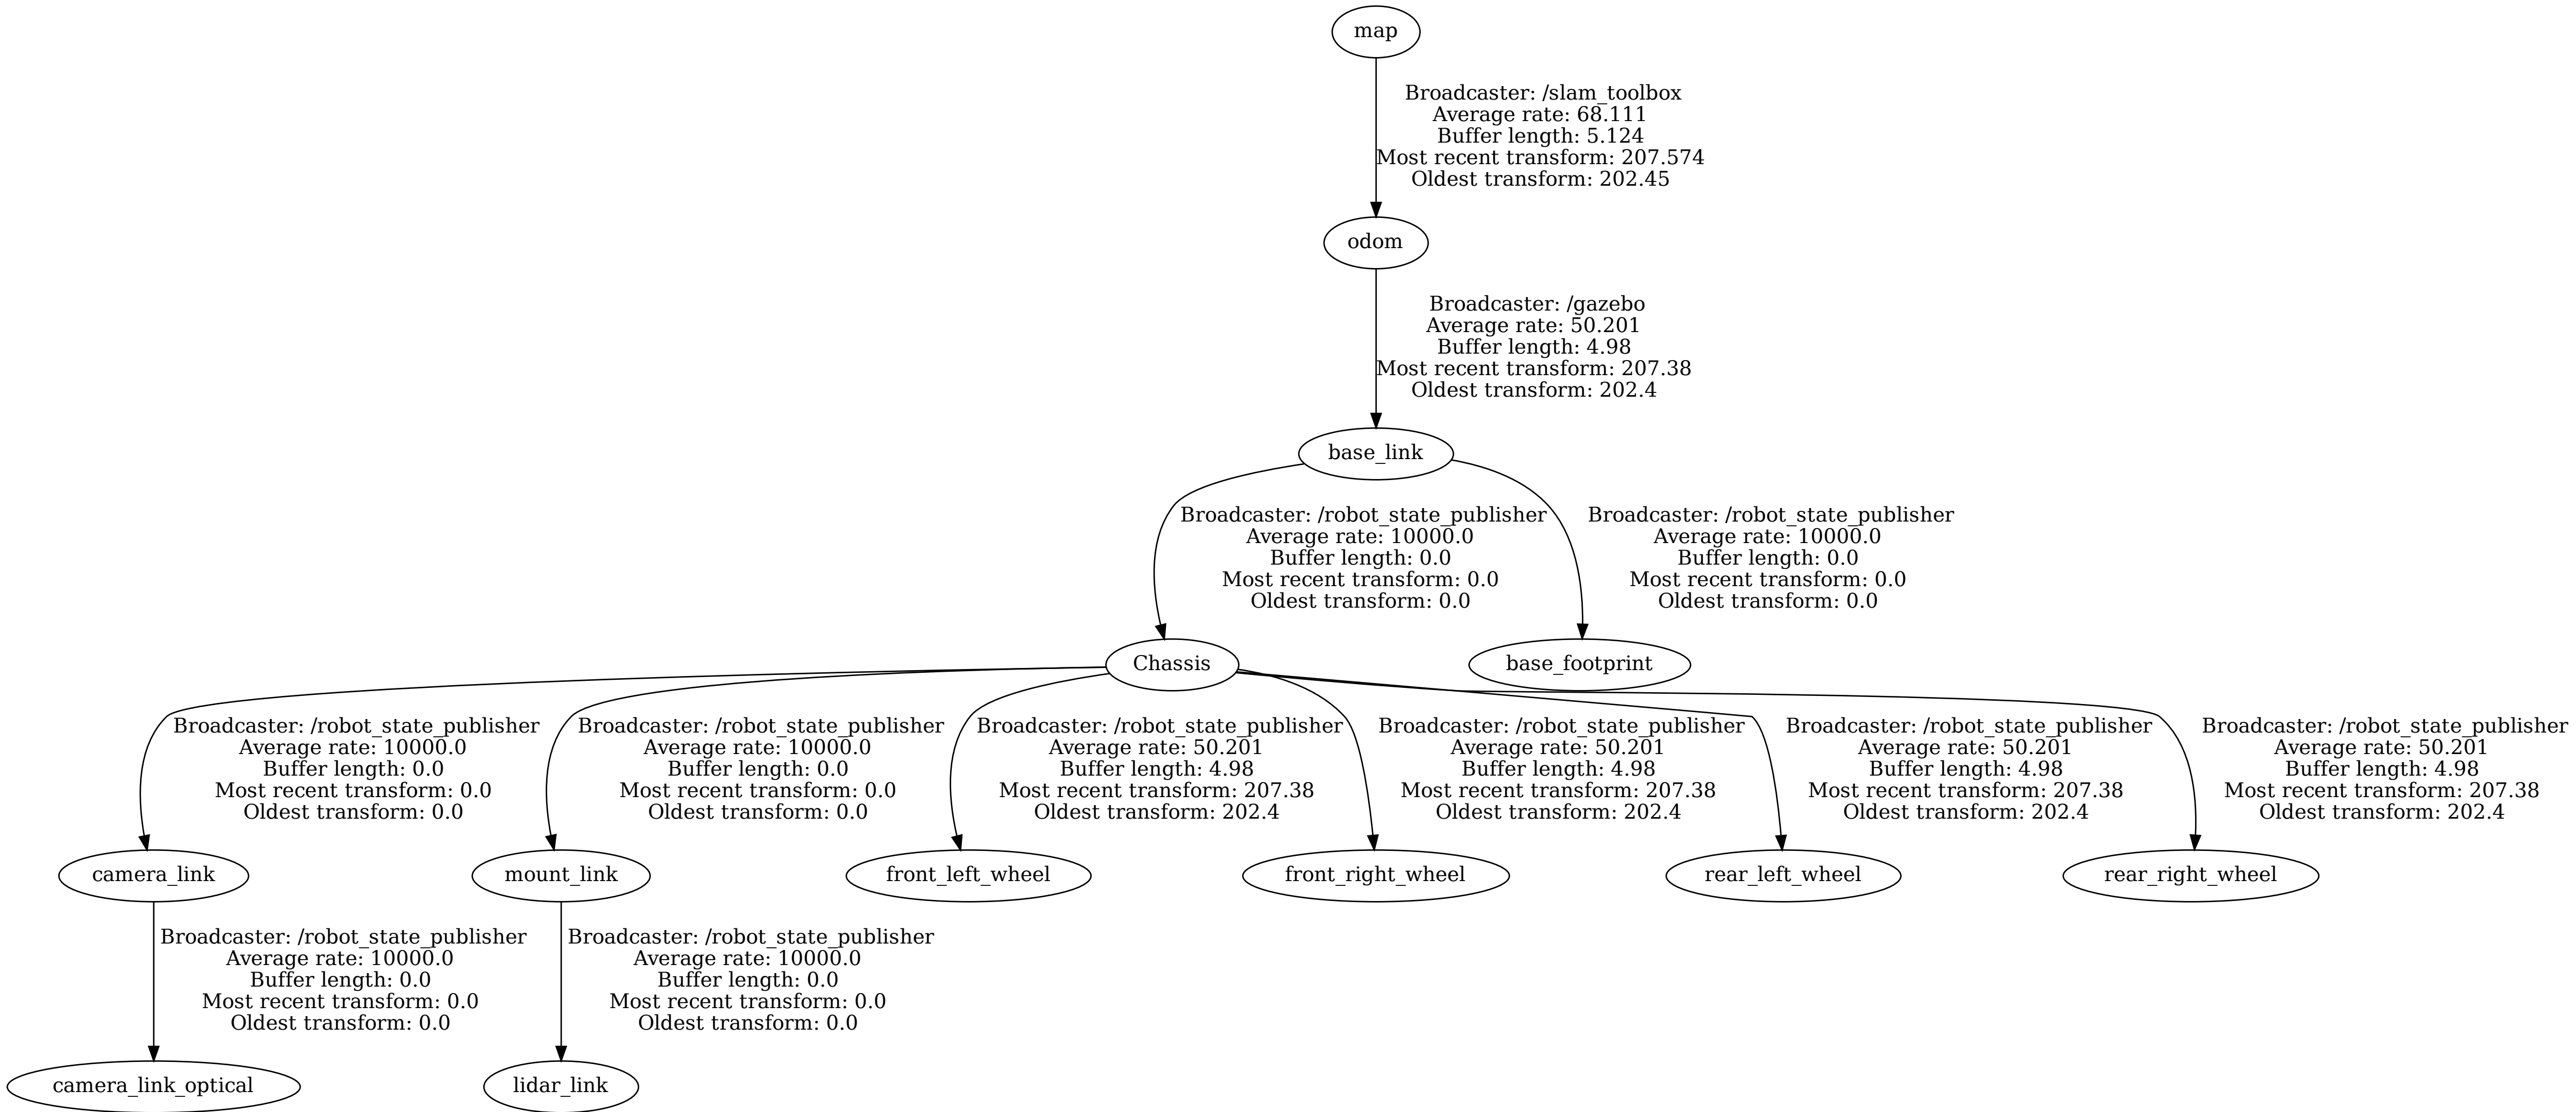 map
Broadcaster: /slam_toolbox
Average rate: 68.111
Buffer length: 5.124
Most recent transform: 207.574
Oldest transform: 202.45
odom
Broadcaster: /gazebo
Average rate: 50.201
Buffer length: 4.98
Most recent transform: 207.38
Oldest transform: 202.4
base_link
Broadcaster: /robot_state_publisher
Average rate: 10000.0
Buffer length: 0.0
Most recent transform: 0.0
Oldest transform: 0.0
Broadcaster: /robot_state_publisher
Average rate: 10000.0
Buffer length: 0.0
Most recent transform: 0.0
Oldest transform: 0.0
Chassis
base_footprint
Broadcaster: /robot_state_publisher
Average rate: 10000.0
Buffer length: 0.0
Most recent transform: 0.0
Oldest transform: 0.0
Broadcaster: /robot_state_publisher
Average rate: 10000.0
Buffer length: 0.0
Most recent transform: 0.0
Oldest transform: 0.0
Broadcaster: /robot_state_publisher
Average rate: 50.201
Buffer length: 4.98
Most recent transform: 207.38
Oldest transform: 202.4
Broadcaster: /robot_state_publisher
Average rate: 50.201
Buffer length: 4.98
Most recent transform: 207.38
Oldest transform: 202.4
Broadcaster: /robot_state_publisher
Average rate: 50.201
Buffer length: 4.98
Most recent transform: 207.38
Oldest transform: 202.4
Broadcaster: /robot_state_publisher
Average rate: 50.201
Buffer length: 4.98
Most recent transform: 207.38
Oldest transform: 202.4
camera_link
mount_link
front_left_wheel
front_right_wheel
rear_left_wheel
rear_right_wheel
Broadcaster: /robot_state_publisher
Average rate: 10000.0
Buffer length: 0.0
Most recent transform: 0.0
Oldest transform: 0.0
Broadcaster: /robot_state_publisher
Average rate: 10000.0
Buffer length: 0.0
Most recent transform: 0.0
Oldest transform: 0.0
camera_link_optical
lidar_link